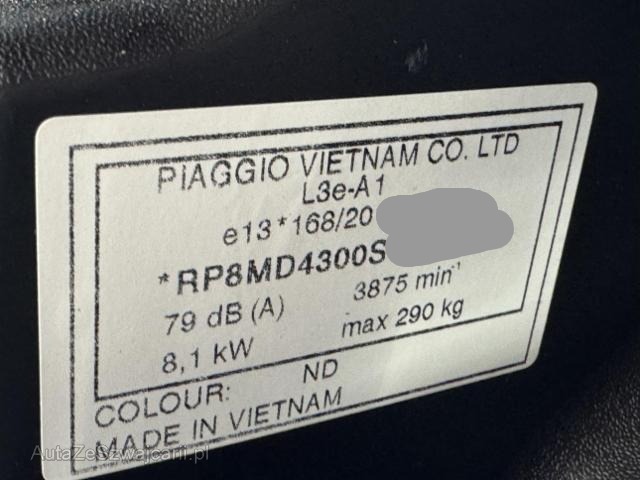 PIAGGIO VIETNAM CO. LTD
L3e-A1
e13*168/20
*RP8MD4300S
79 dB (A) 3875 min⁻¹
8,1 kW max 290 kg
COLOUR: ND
MADE IN VIETNAM
AutaZeSzwajcarii.pl